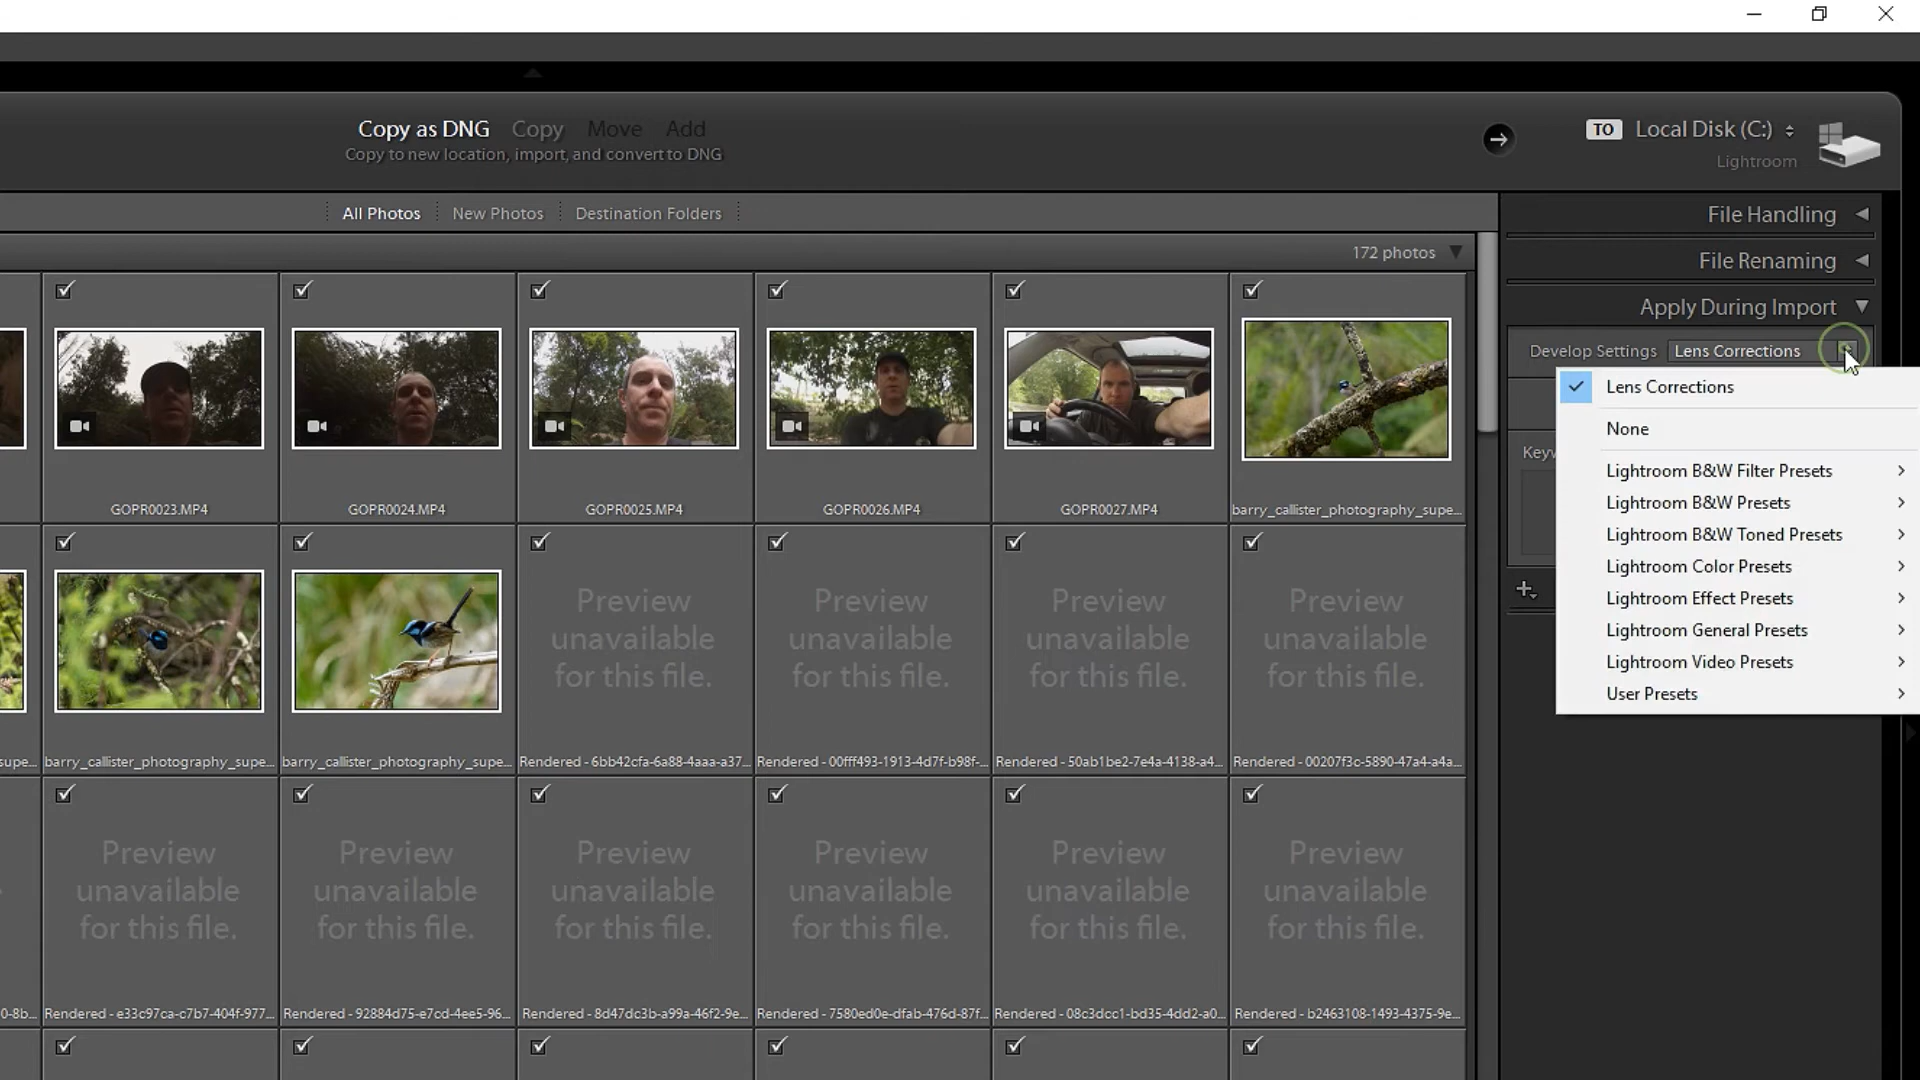 Copy as DNG Copy Move Add
Copy to new location, import, and convert to DNG
TO Local Disk (C:)
Lightroom
All Photos New Photos Destination Folders
172 photos
File Handling
File Renaming
Apply During Import
Develop Settings Lens Corrections
Lens Corrections
None
Lightroom B&W Filter Presets
Lightroom B&W Presets
Lightroom B&W Toned Presets
Lightroom Color Presets
Lightroom Effect Presets
Lightroom General Presets
Lightroom Video Presets
User Presets
Keyw
GOPR0023.MP4 GOPR0024.MP4 GOPR0025.MP4 GOPR0026.MP4 GOPR0027.MP4 barry_callister_photography_supe...
Preview
unavailable
for this file.
Preview
unavailable
for this file.
Preview
unavailable
for this file.
Preview
unavailable
for this file.
supe... barry_callister_photography_supe... barry_callister_photography_supe... Rendered - 6bb42cfa-6a88-4aaa-a37... Rendered - 00fff493-1913-4d7f-b98f-... Rendered - 50ab1be2-7e4a-4138-a4... Rendered - 00207f3c-5890-47a4-a4a...
Preview
unavailable
for this file.
Preview
unavailable
for this file.
Preview
unavailable
for this file.
Preview
unavailable
for this file.
Preview
unavailable
for this file.
Preview
unavailable
for this file.
0-8b... Rendered - e33c97ca-c7b7-404f-977... Rendered - 92884d75-e7cd-4ee5-96... Rendered - 8d47dc3b-a99a-46f2-9e... Rendered - 7580ed0e-dfab-476d-87f... Rendered - 08c3dcc1-bd35-4dd2-a0... Rendered - b2463108-1493-4375-9e...